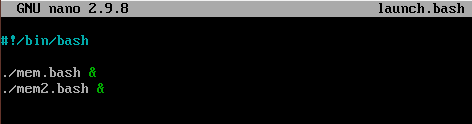 GNU nano 2.9.8 launch.bash
#!/bin/bash
./mem.bash &
./mem2.bash &